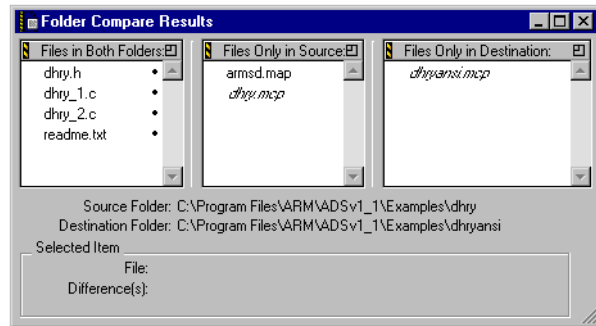 Folder Compare Results
Files in Both Folders: Files Only in Source: Files Only in Destination:
dhry.h • armsd.map dhryansi.mcp
dhry_1.c • dhry.mcp
dhry_2.c •
readme.txt •
Source Folder: C:\Program Files\ARM\ADSv1_1\Examples\dhry
Destination Folder: C:\Program Files\ARM\ADSv1_1\Examples\dhryansi
Selected Item
File:
Difference(s):